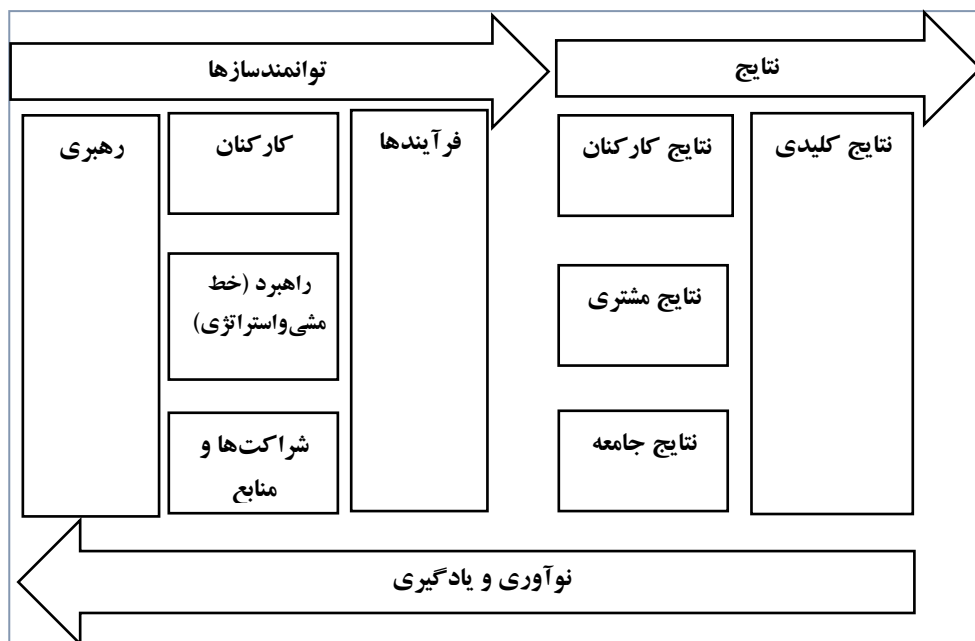 توانمندسازها
نتایج
رهبری
کارکنان
فرآیندها
نتایج کارکنان
نتایج کلیدی
راهبرد (خط
مشی‌واستراتژی)
نتایج مشتری
شراکت‌ها و
منابع
نتایج جامعه
نوآوری و یادگیری